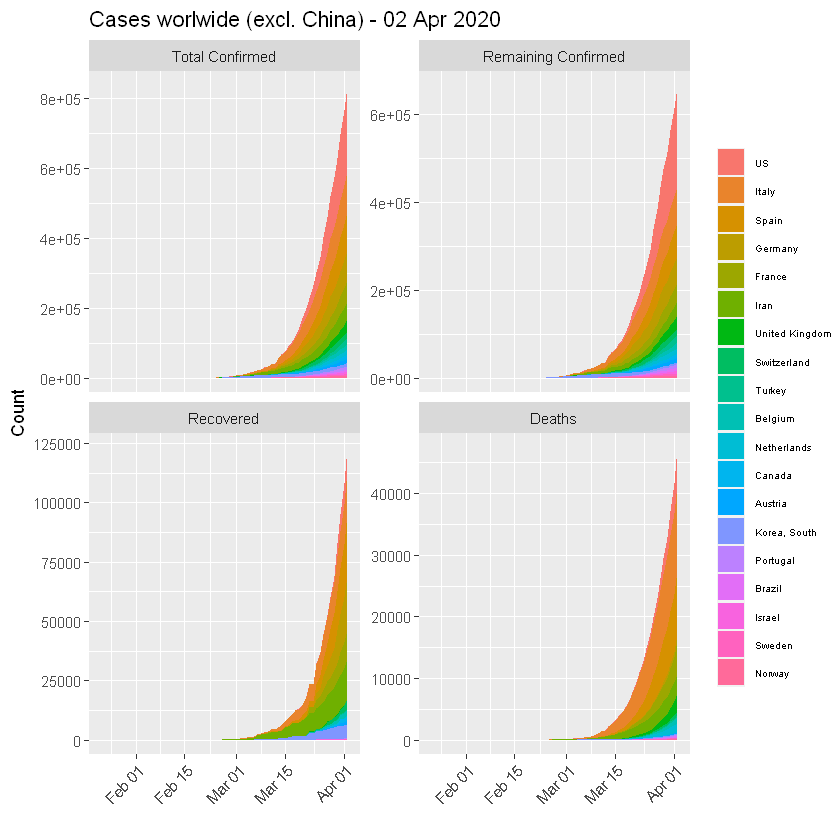 Cases worlwide (excl. China) - 02 Apr 2020
Total Confirmed
Remaining Confirmed
8e+05
6e+05
4e+05
2e+05
0e+00
6e+05
4e+05
2e+05
0e+00
Count
Recovered
Deaths
125000
100000
75000
50000
25000
0
40000
30000
20000
10000
0
Feb 01
Feb 15
Mar 01
Mar 15
Apr 01
Feb 01
Feb 15
Mar 01
Mar 15
Apr 01
US
Italy
Spain
Germany
France
Iran
United Kingdom
Switzerland
Turkey
Belgium
Netherlands
Canada
Austria
Korea, South
Portugal
Brazil
Israel
Sweden
Norway